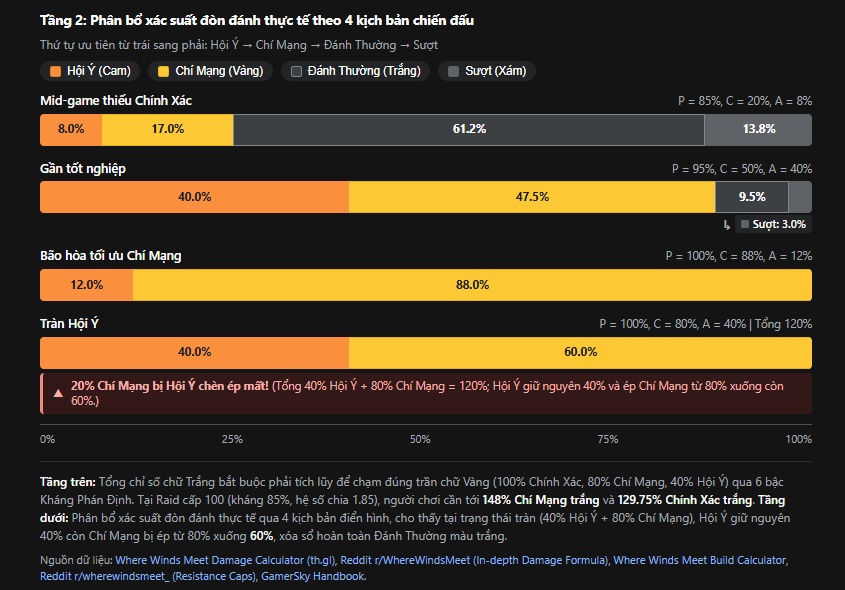 Tầng 2: Phân bổ xác suất đòn đánh thực tế theo 4 kịch bản chiến đấu
Thứ tự ưu tiên từ trái sang phải: Hội Ý → Chí Mạng → Đánh Thường → Sượt
Hội Ý (Cam) Chí Mạng (Vàng) Đánh Thường (Trắng) Sượt (Xám)
Mid-game thiếu Chính Xác P = 85%, C = 20%, A = 8%
8.0% 17.0% 61.2% 13.8%
Gần tốt nghiệp P = 95%, C = 50%, A = 40%
40.0% 47.5% 9.5%
↳ Sượt: 3.0%
Bão hòa tối ưu Chí Mạng P = 100%, C = 88%, A = 12%
12.0% 88.0%
Tràn Hội Ý P = 100%, C = 80%, A = 40% | Tổng 120%
40.0% 60.0%
▲ 20% Chí Mạng bị Hội Ý chèn ép mất! (Tổng 40% Hội Ý + 80% Chí Mạng = 120%; Hội Ý giữ nguyên 40% và ép Chí Mạng từ 80% xuống còn
60%.)
0% 25% 50% 75% 100%
Tầng trên: Tổng chỉ số chữ Trắng bắt buộc phải tích lũy để chạm đúng trần chữ Vàng (100% Chính Xác, 80% Chí Mạng, 40% Hội Ý) qua 6 bậc
Kháng Phán Định. Tại Raid cấp 100 (kháng 85%, hệ số chia 1.85), người chơi cần tới 148% Chí Mạng trắng và 129.75% Chính Xác trắng. Tầng
dưới: Phân bổ xác suất đòn đánh thực tế qua 4 kịch bản điển hình, cho thấy tại trạng thái tràn (40% Hội Ý + 80% Chí Mạng), Hội Ý giữ nguyên
40% còn Chí Mạng bị ép từ 80% xuống 60%, xóa sổ hoàn toàn Đánh Thường màu trắng.
Nguồn dữ liệu: Where Winds Meet Damage Calculator (th.gl), Reddit r/WhereWindsMeet (In-depth Damage Formula), Where Winds Meet Build Calculator,
Reddit r/wherewindsmeet_ (Resistance Caps), GamerSky Handbook.